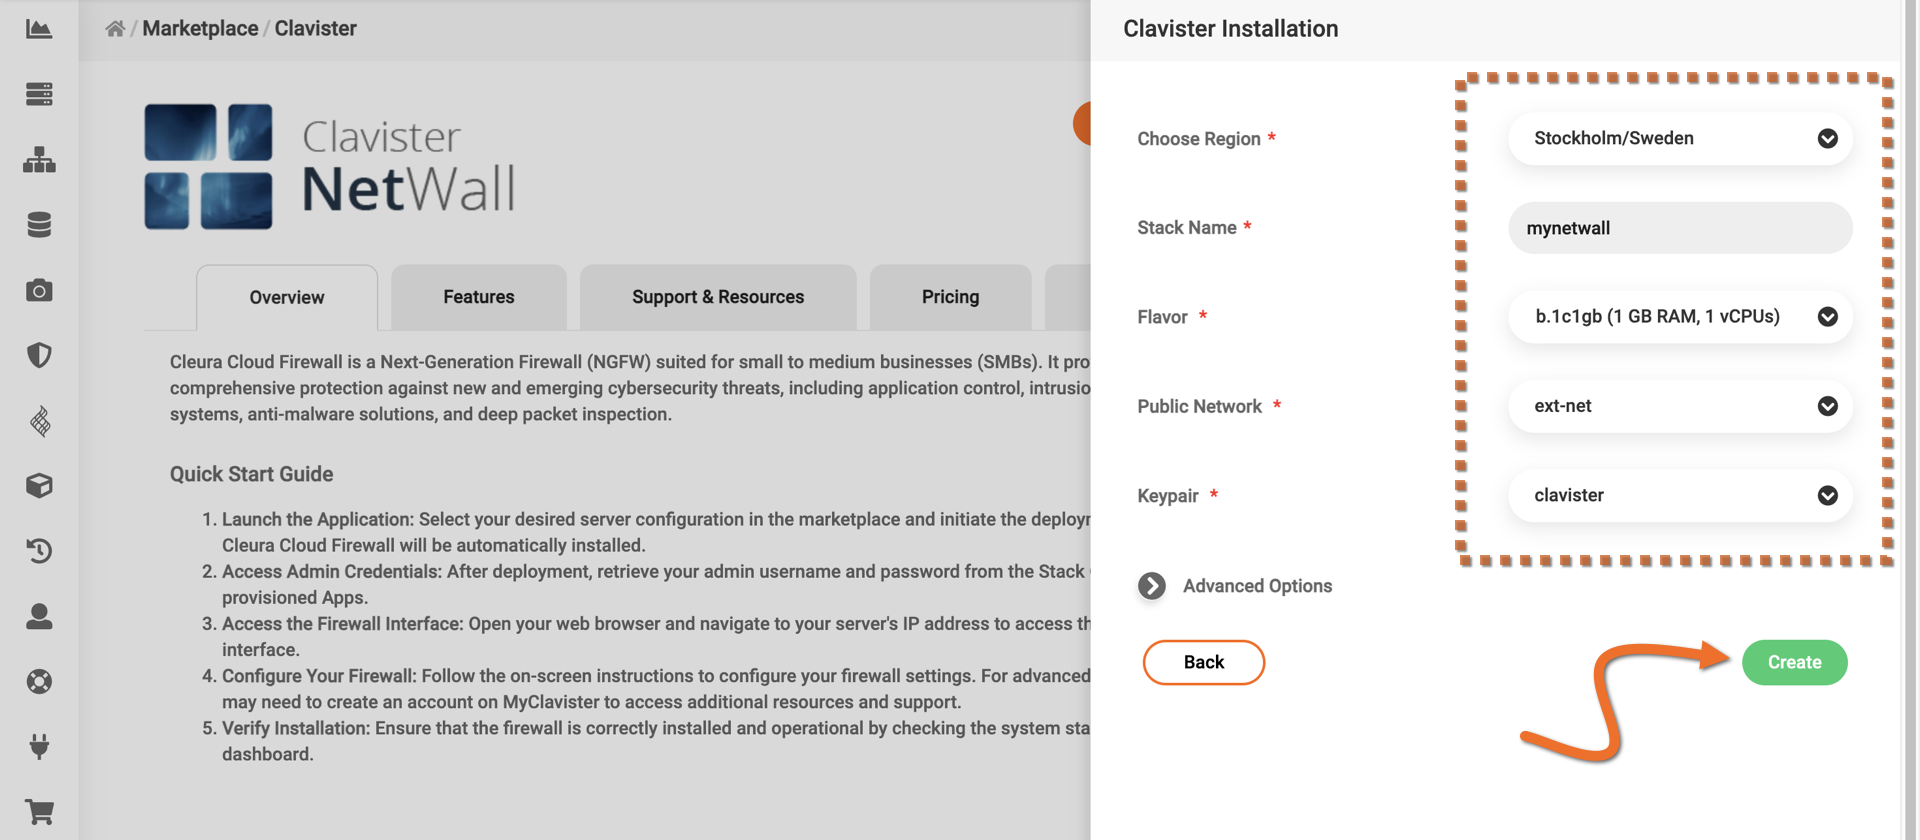 / Marketplace / Clavister
Clavister
NetWall
Overview
Features
Support & Resources
Pricing
Cleura Cloud Firewall is a Next-Generation Firewall (NGFW) suited for small to medium businesses (SMBs). It pro
comprehensive protection against new and emerging cybersecurity threats, including application control, intrusio
systems, anti-malware solutions, and deep packet inspection.
Quick Start Guide
1. Launch the Application: Select your desired server configuration in the marketplace and initiate the deployn
Cleura Cloud Firewall will be automatically installed.
2. Access Admin Credentials: After deployment, retrieve your admin username and password from the Stack
provisioned Apps.
3. Access the Firewall Interface: Open your web browser and navigate to your server's IP address to access th
interface.
4. Configure Your Firewall: Follow the on-screen instructions to configure your firewall settings. For advanced
may need to create an account on MyClavister to access additional resources and support.
5. Verify Installation: Ensure that the firewall is correctly installed and operational by checking the system sta
dashboard.
Clavister Installation
Choose Region *
Stockholm/Sweden
Stack Name *
mynetwall
Flavor *
b.1c1gb (1 GB RAM, 1 vCPUs)
Public Network *
ext-net
Keypair *
clavister
Advanced Options
Back
Create